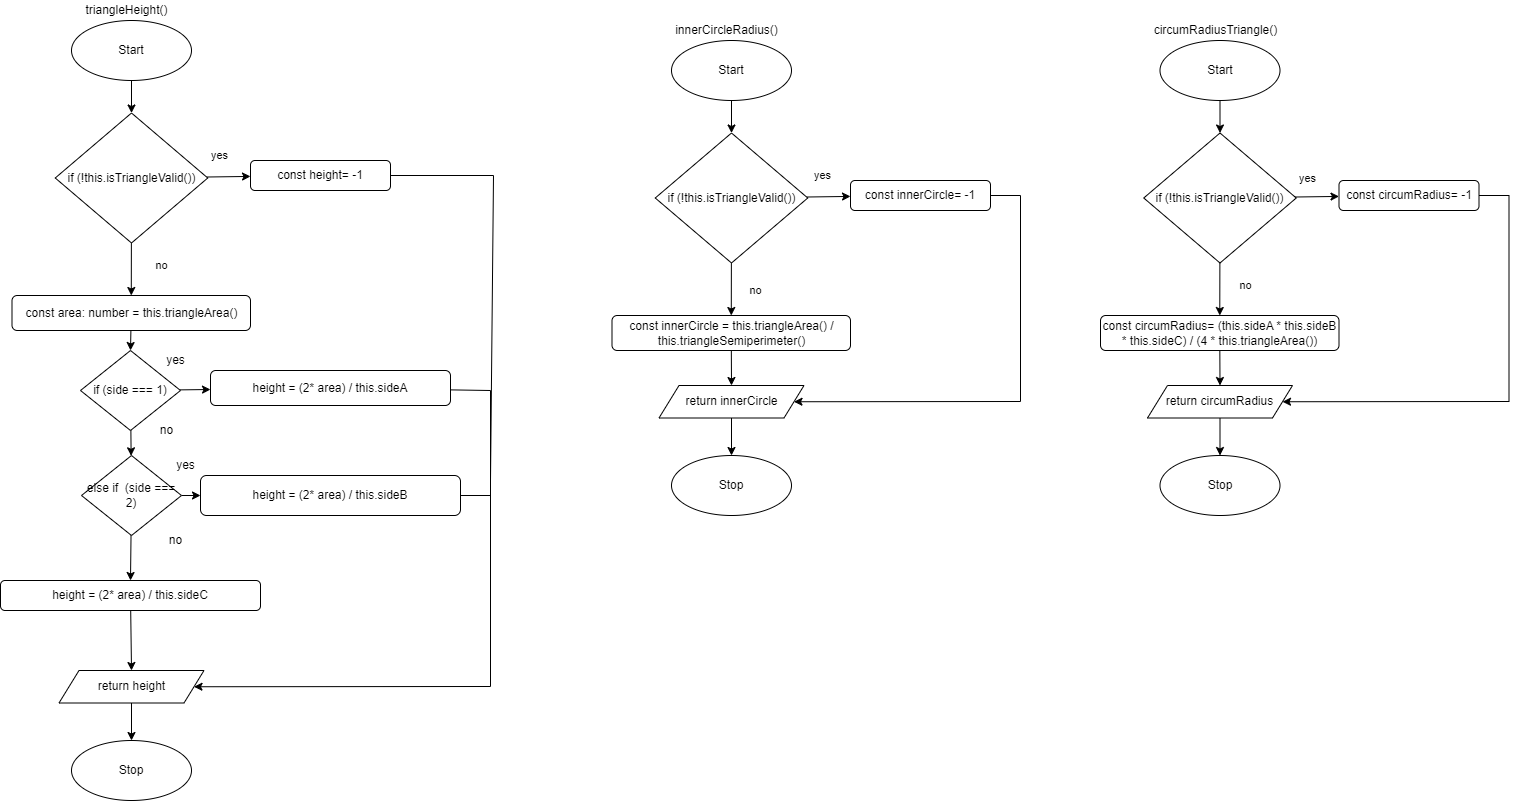 triangleHeight()
Start
if (!this.isTriangleValid())
yes
const height= -1
no
const area: number = this.triangleArea()
yes
if (side === 1)
height = (2* area) / this.sideA
no
yes
else if  (side ===
2)
height = (2* area) / this.sideB
no
height = (2* area) / this.sideC
return height
Stop
innerCircleRadius()
Start
if (!this.isTriangleValid())
yes
const innerCircle= -1
no
const innerCircle = this.triangleArea() /
this.triangleSemiperimeter()
return innerCircle
Stop
circumRadiusTriangle()
Start
if (!this.isTriangleValid())
yes
const circumRadius= -1
no
const circumRadius= (this.sideA * this.sideB
* this.sideC) / (4 * this.triangleArea())
return circumRadius
Stop